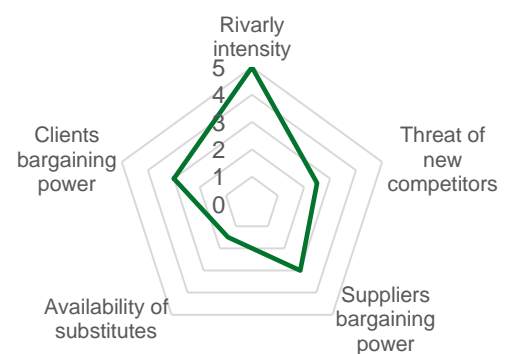 Rivarly
intensity
5
4
3
2
1
0
Threat of
new
competitors
Suppliers
bargaining
power
Availability of
substitutes
Clients
bargaining
power